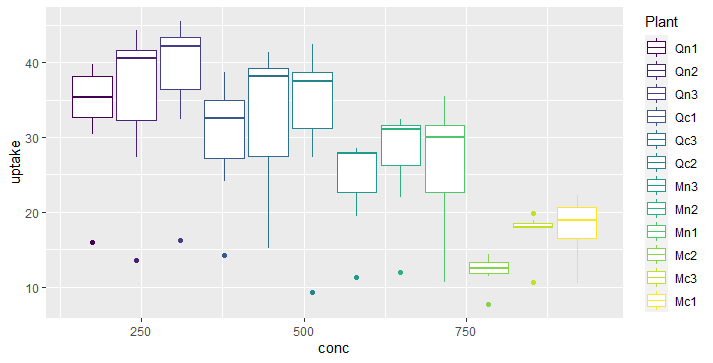 Plant
40
30
20
10
uptake
250
500
750
conc
Qn1
Qn2
Qn3
Qc1
Qc3
Qc2
Mn3
Mn2
Mn1
Mc2
Mc3
Mc1